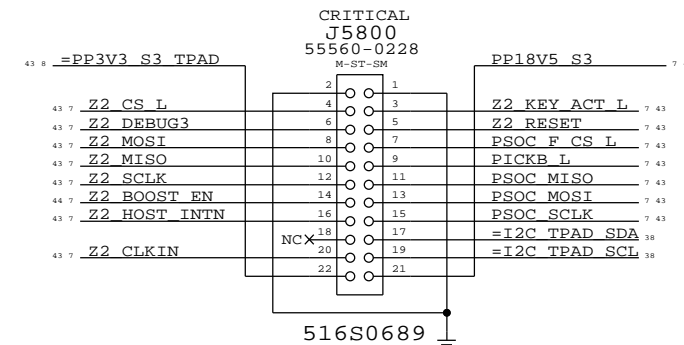 CRITICAL
J5800
55560-0228
M-ST-SM
43 8 =PP3V3_S3_TPAD
PP18V5_S3 7
2 1
43 7 Z2_CS_L 4 3 Z2_KEY_ACT_L 7 43
43 7 Z2_DEBUG3 6 5 Z2_RESET 7 43
43 7 Z2_MOSI 8 7 PSOC_F_CS_L 7 43
43 7 Z2_MISO 10 9 PICKB_L 7 43
43 7 Z2_SCLK 12 11 PSOC_MISO 7 43
44 7 Z2_BOOST_EN 14 13 PSOC_MOSI 7 43
43 7 Z2_HOST_INTN 16 15 PSOC_SCLK 7 43
NC 18 17 =I2C_TPAD_SDA 38
43 7 Z2_CLKIN 20 19 =I2C_TPAD_SCL 38
22 21
516S0689